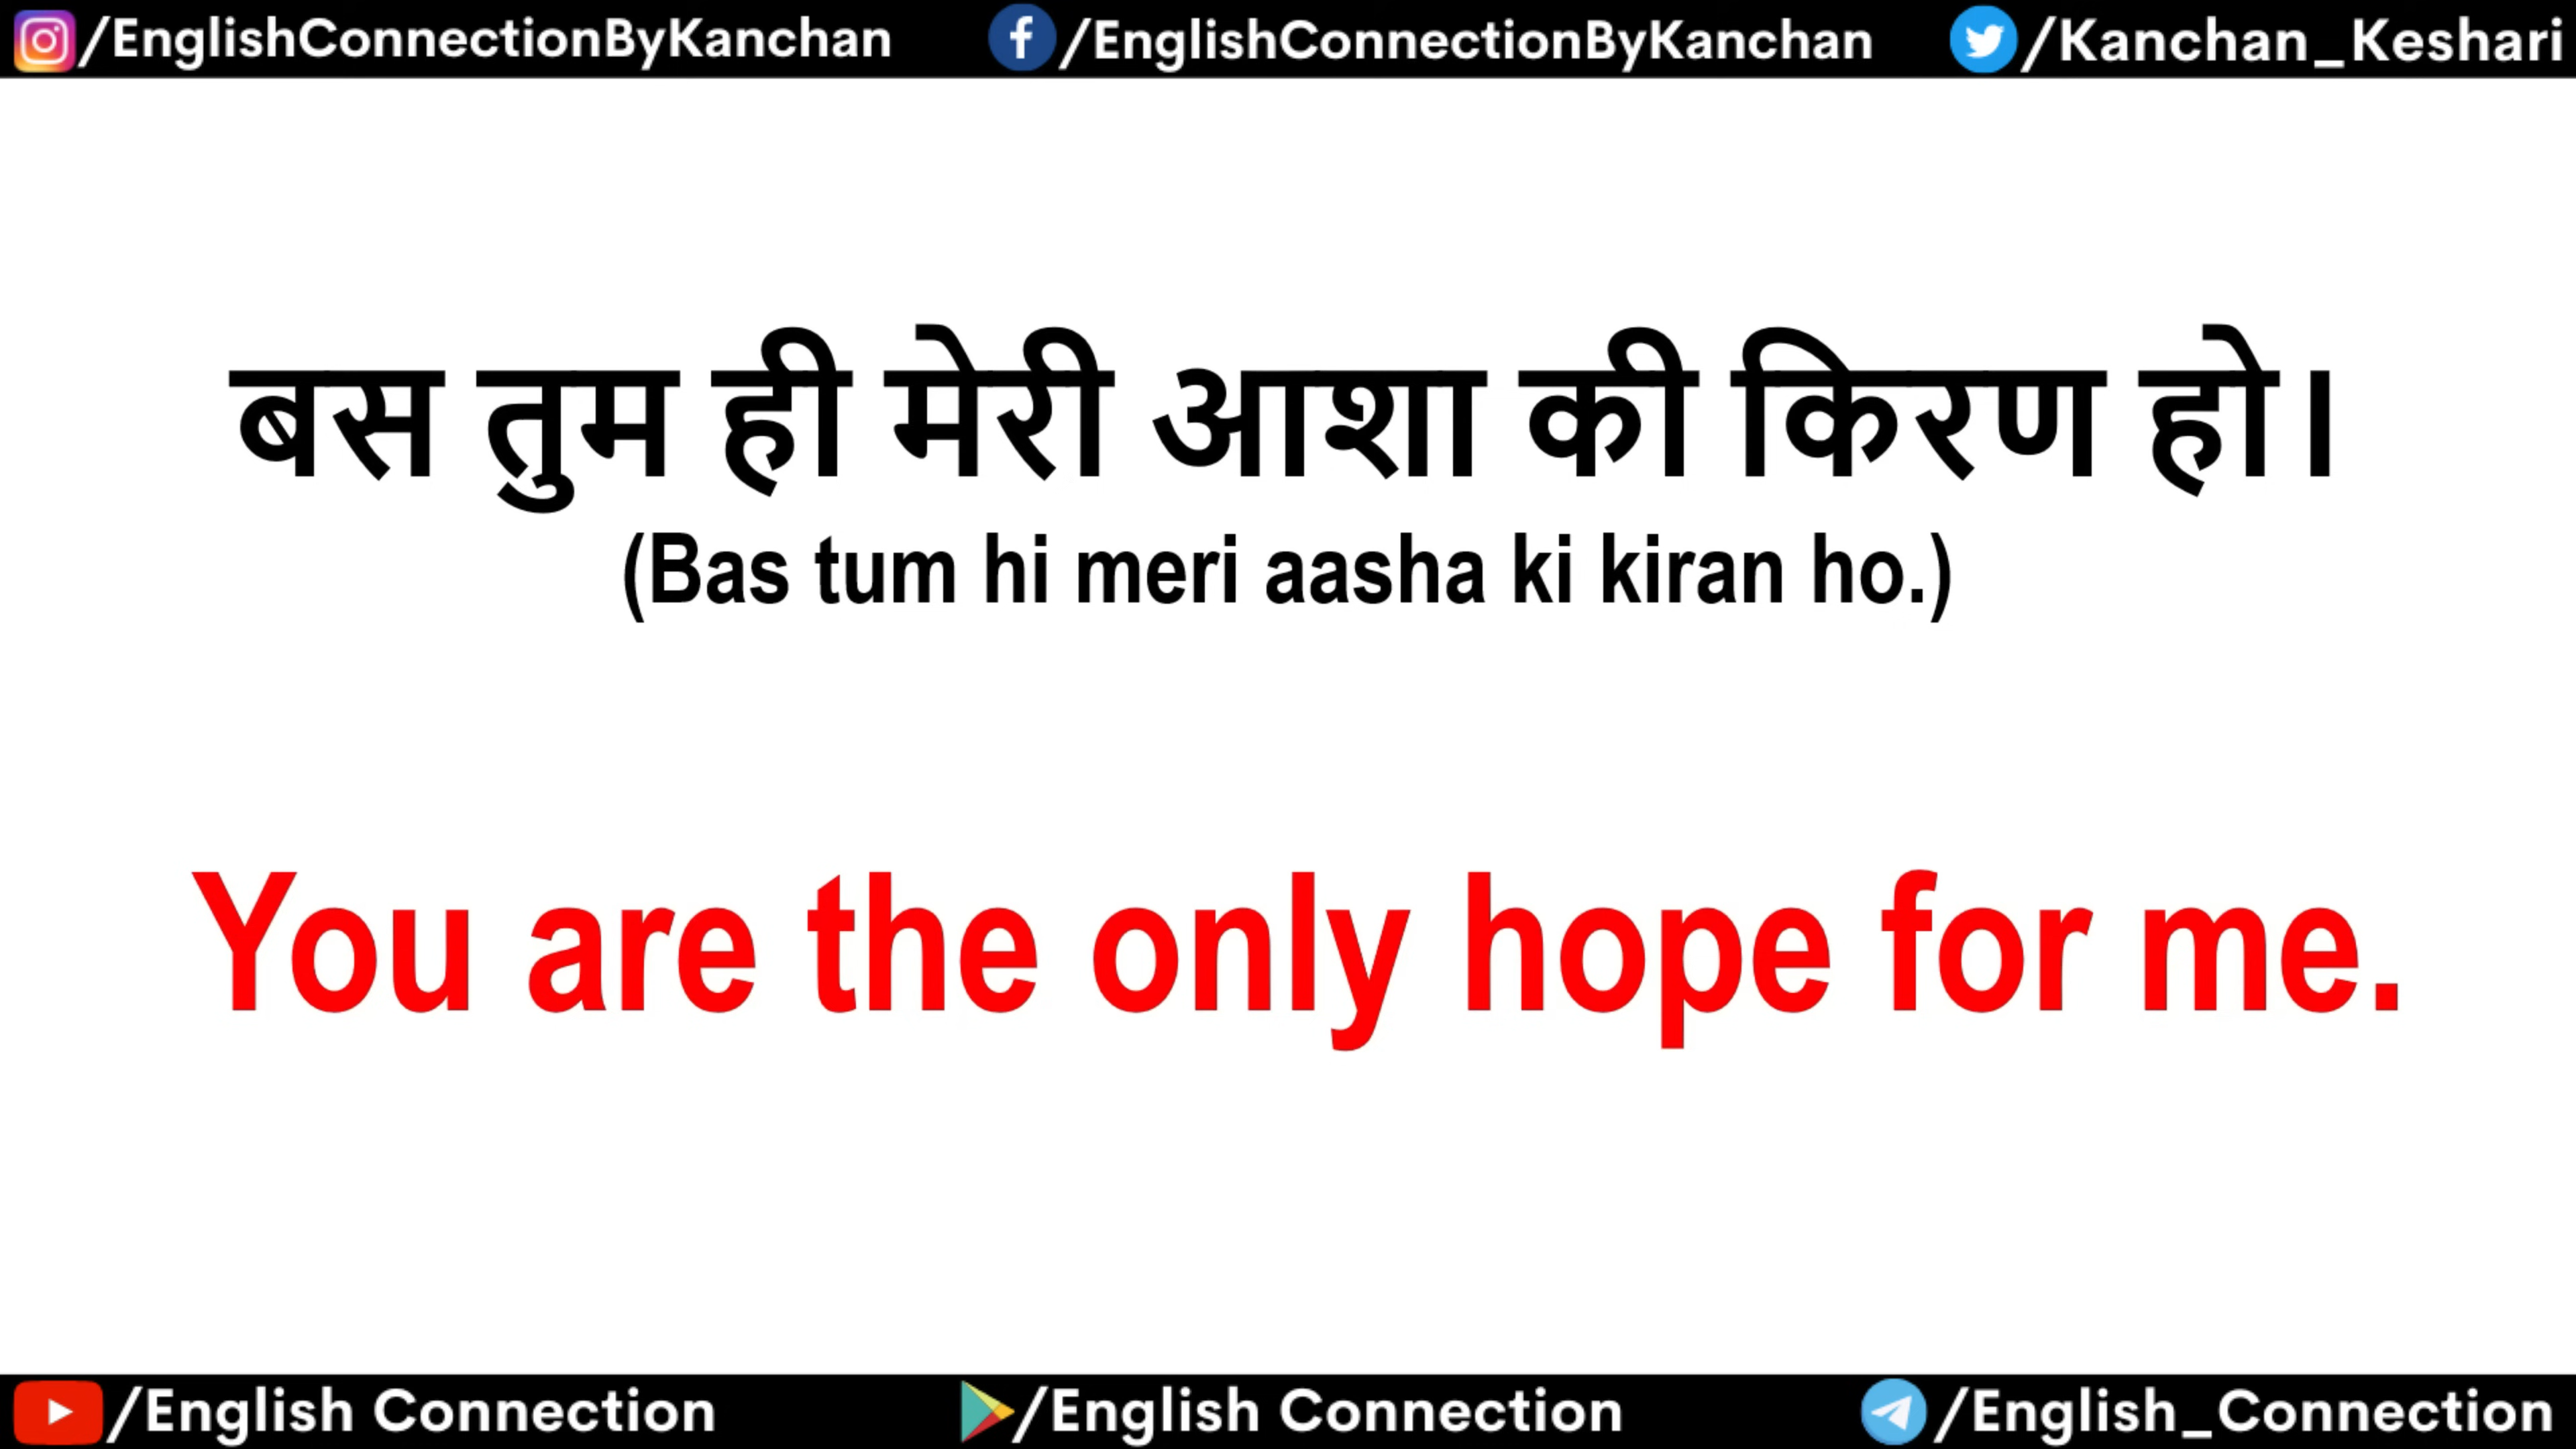 /EnglishConnectionByKanchan /EnglishConnectionByKanchan /Kanchan_Keshari
बस तुम ही मेरी आशा की किरण हो।
(Bas tum hi meri aasha ki kiran ho.)
You are the only hope for me.
/English Connection /English Connection /English_Connection